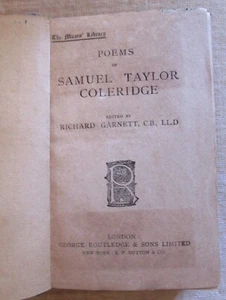 The Muses' Library
POEMS
OF
SAMUEL TAYLOR
COLERIDGE
EDITED BY
RICHARD GARNETT, C.B., LL.D
R
LONDON
GEORGE ROUTLEDGE & SONS LIMITED
NEW YORK: E. P. DUTTON & CO